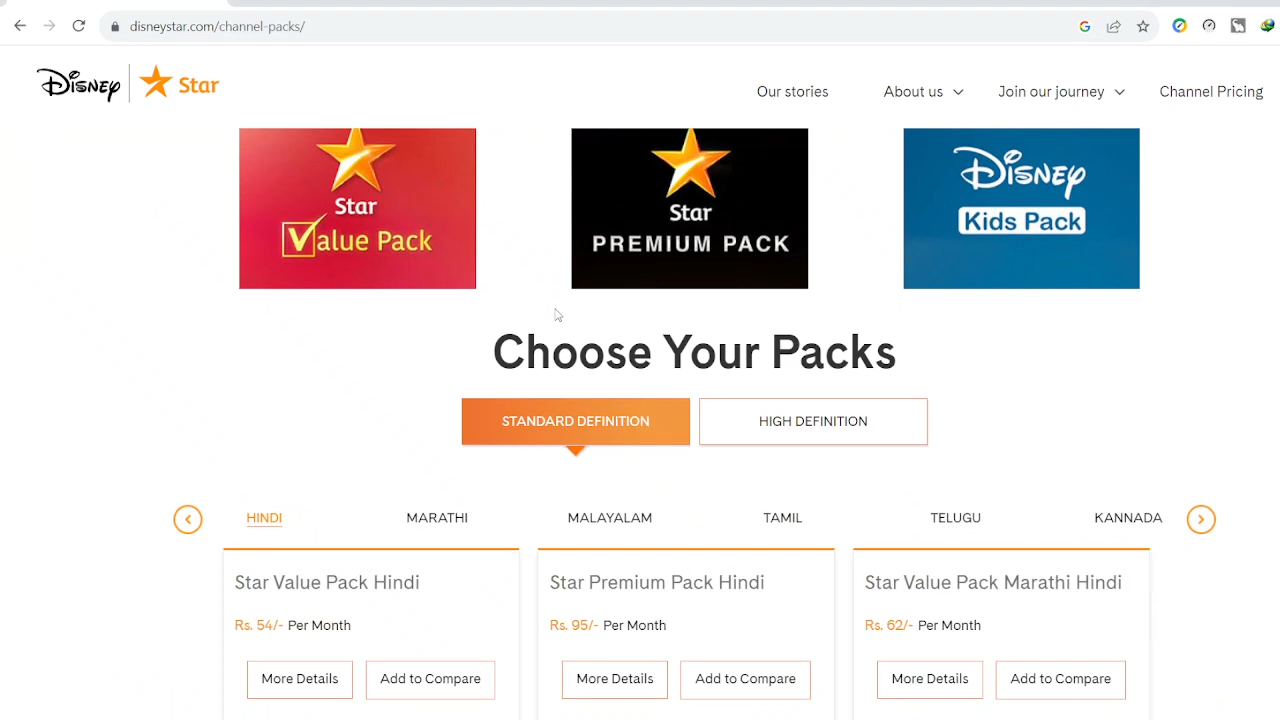 disneystar.com/channel-packs/
Disney Star
Our stories About us Join our journey Channel Pricing
Star
Value Pack
Star
PREMIUM PACK
Disney
Kids Pack
Choose Your Packs
STANDARD DEFINITION HIGH DEFINITION
HINDI MARATHI MALAYALAM TAMIL TELUGU KANNADA
Star Value Pack Hindi
Rs. 54/- Per Month
More Details Add to Compare
Star Premium Pack Hindi
Rs. 95/- Per Month
More Details Add to Compare
Star Value Pack Marathi Hindi
Rs. 62/- Per Month
More Details Add to Compare